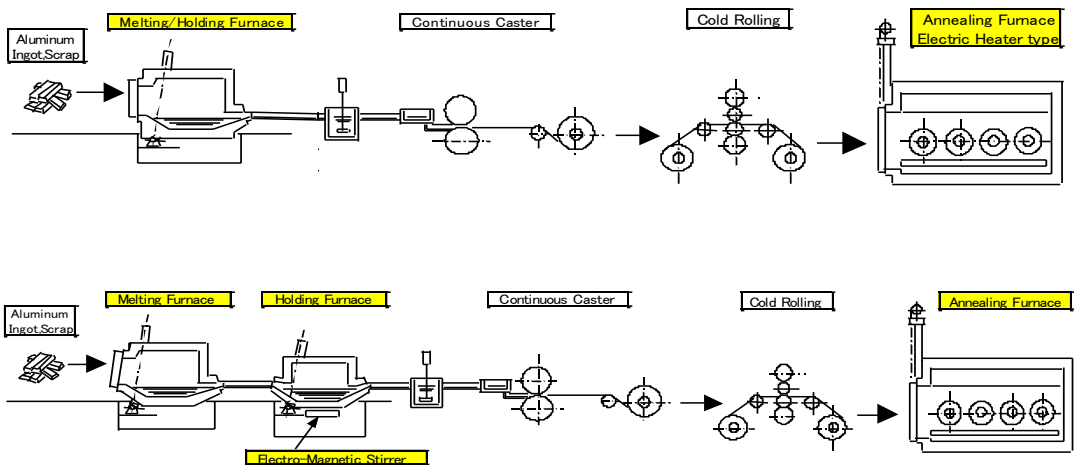 Melting/Holding Furnace
Continuous Caster
Cold Rolling
Annealing Furnace
Electric Heater type
Aluminum
Ingot,Scrap
Melting Furnace
Holding Furnace
Continuous Caster
Cold Rolling
Annealing Furnace
Aluminum
Ingot,Scrap
Electro-Magnetic Stirrer